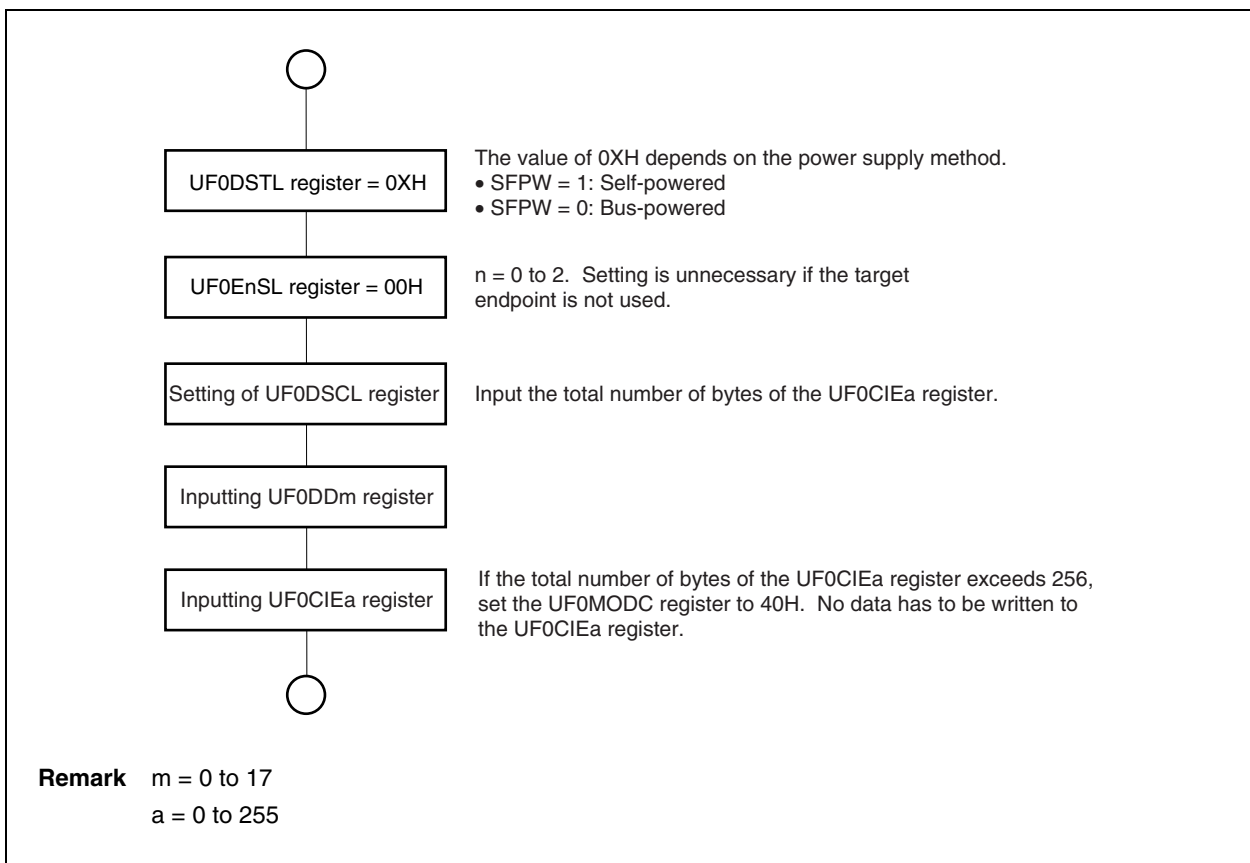 UF0DSTL register = 0XH
The value of 0XH depends on the power supply method.
• SFPW = 1: Self-powered
• SFPW = 0: Bus-powered
UF0EnSL register = 00H
n = 0 to 2. Setting is unnecessary if the target
endpoint is not used.
Setting of UF0DSCL register
Input the total number of bytes of the UF0CIEa register.
Inputting UF0DDm register
Inputting UF0CIEa register
If the total number of bytes of the UF0CIEa register exceeds 256,
set the UF0MODC register to 40H. No data has to be written to
the UF0CIEa register.
Remark m = 0 to 17
a = 0 to 255